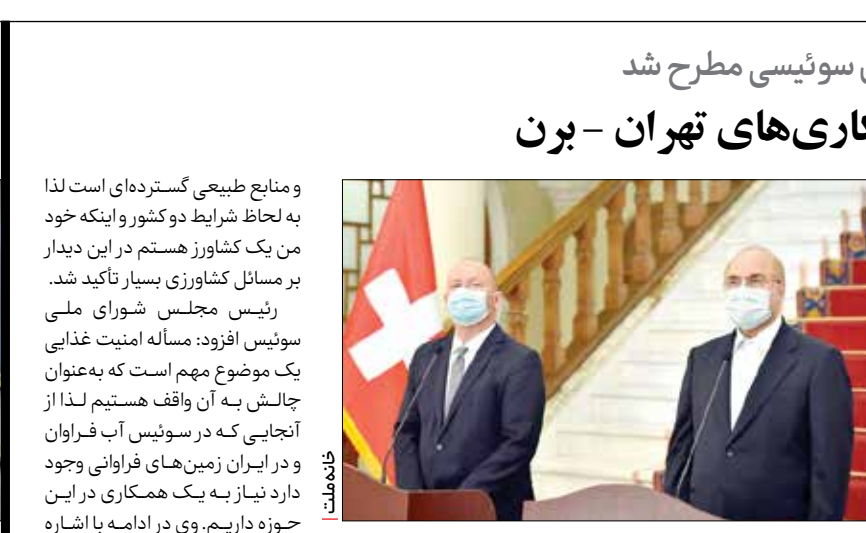 سوئیسی مطرح شد
کاری‌های تهران - برن
و منابع طبیعی گسترده‌ای است لذا
به لحاظ شرایط دو کشور و اینکه خود
من یک کشاورز هستم در این دیدار
بر مسائل کشاورزی بسیار تأکید شد.
رئیس مجلس شورای ملی
سوئیس افزود: مسأله امنیت غذایی
یک موضوع مهم است که به‌عنوان
چالش به آن واقف هستیم لذا از
آنجایی که در سوئیس آب فراوان
و در ایران زمین‌های فراوانی وجود
دارد نیاز به یک همکاری در این
حوزه داریم. وی در ادامه با اشاره
خانه ملت